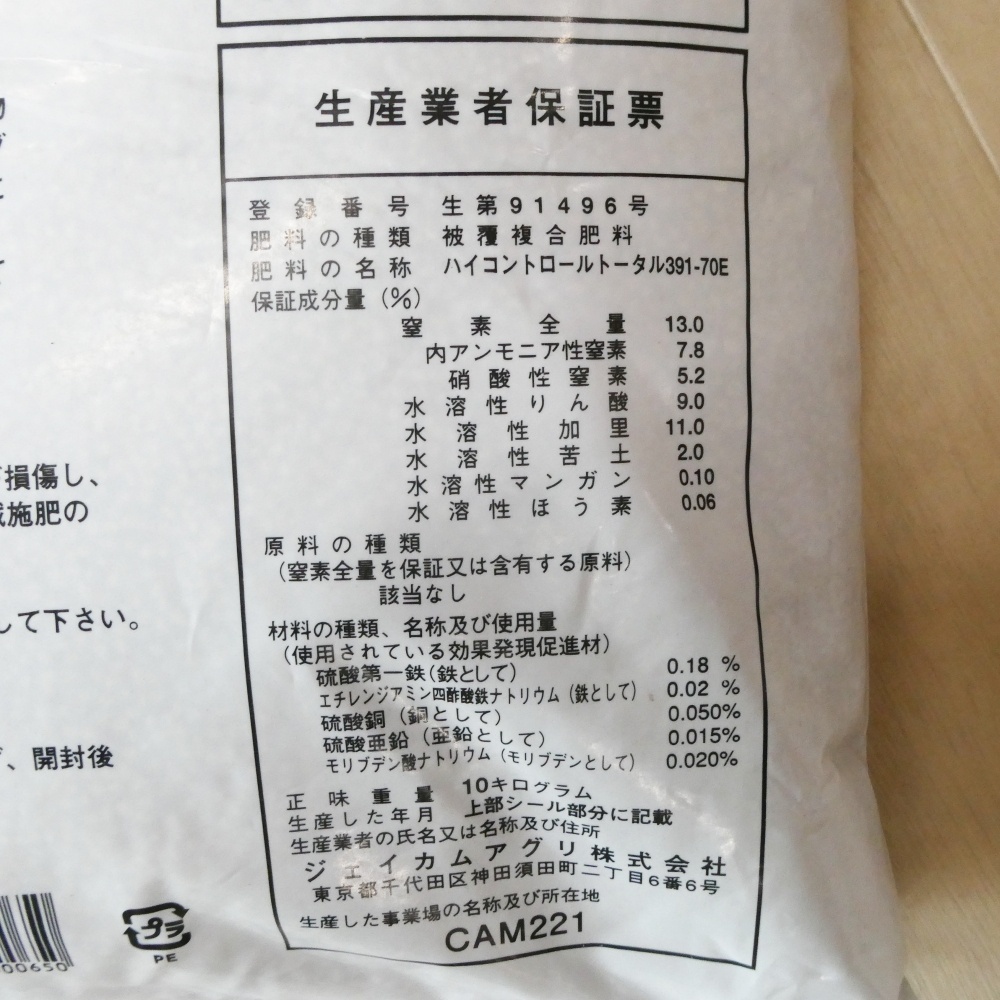 生産業者保証票
登録番号 生第91496号
肥料の種類 被覆複合肥料
肥料の名称 ハイコントロールトータル391-70E
保証成分量(%)
窒素全量 13.0
内アンモニア性窒素 7.8
硝酸性窒素 5.2
水溶性りん酸 9.0
水溶性加里 11.0
水溶性苦土 2.0
水溶性マンガン 0.10
水溶性ほう素 0.06
原料の種類
(窒素全量を保証又は含有する原料)
該当なし
材料の種類、名称及び使用量
(使用されている効果発現促進材)
硫酸第一鉄(鉄として) 0.18 %
エチレンジアミン四酢酸鉄ナトリウム(鉄として) 0.02 %
硫酸銅(銅として) 0.050%
硫酸亜鉛(亜鉛として) 0.015%
モリブデン酸ナトリウム(モリブデンとして) 0.020%
正味重量 10キログラム
生産した年月 上部シール部分に記載
生産業者の氏名又は名称及び住所
ジェイカムアグリ株式会社
東京都千代田区神田須田町二丁目6番6号
生産した事業場の名称及び所在地
CAM221
損傷し、
施肥の
して下さい。
、開封後
00650
プラ
PE